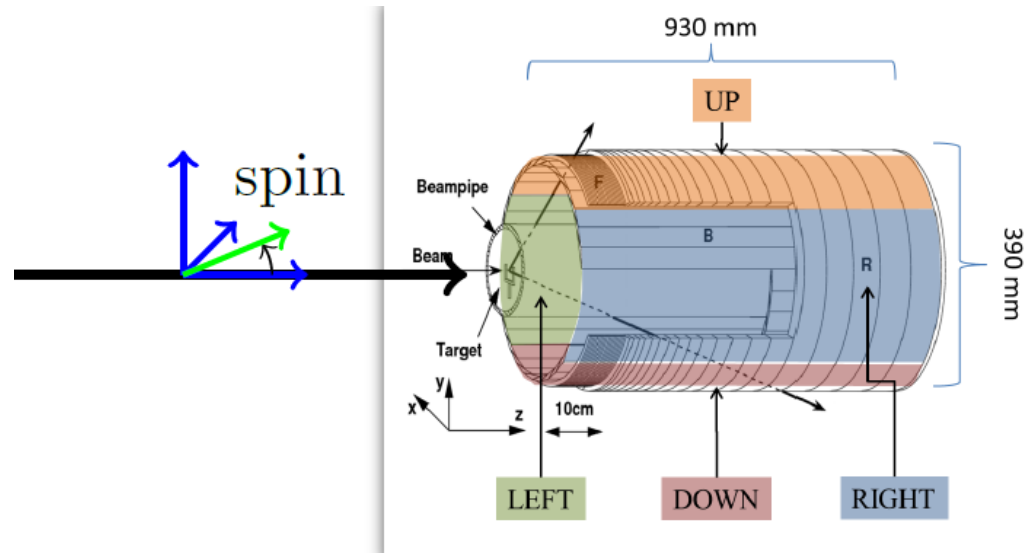 930 mm
UP
spin
Beampipe
F
B
Beam
R
390 mm
Target
y
x
z
10cm
LEFT
DOWN
RIGHT